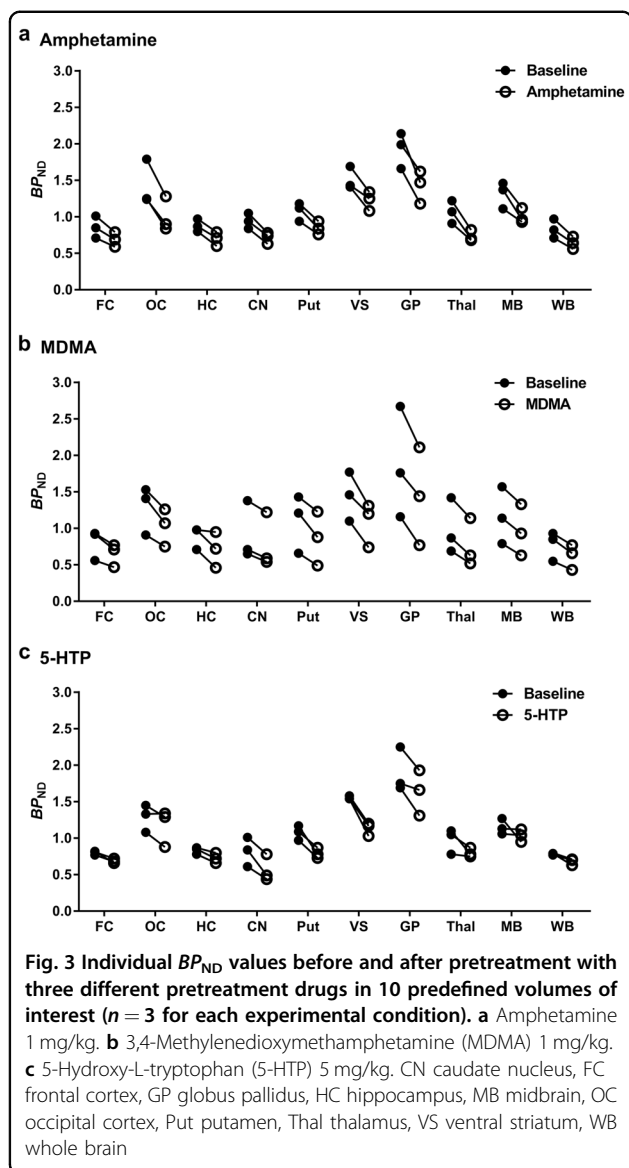 a Amphetamine
3.0
2.5
2.0
1.5
1.0
0.5
0.0
BPND
Baseline
Amphetamine
FC OC HC CN Put VS GP Thal MB WB
b MDMA
3.0
2.5
2.0
1.5
1.0
0.5
0.0
BPND
Baseline
MDMA
FC OC HC CN Put VS GP Thal MB WB
c 5-HTP
3.0
2.5
2.0
1.5
1.0
0.5
0.0
BPND
Baseline
5-HTP
FC OC HC CN Put VS GP Thal MB WB
Fig. 3 Individual BPND values before and after pretreatment with
three different pretreatment drugs in 10 predefined volumes of
interest (n = 3 for each experimental condition). a Amphetamine
1 mg/kg. b 3,4-Methylenedioxymethamphetamine (MDMA) 1 mg/kg.
c 5-Hydroxy-L-tryptophan (5-HTP) 5 mg/kg. CN caudate nucleus, FC
frontal cortex, GP globus pallidus, HC hippocampus, MB midbrain, OC
occipital cortex, Put putamen, Thal thalamus, VS ventral striatum, WB
whole brain